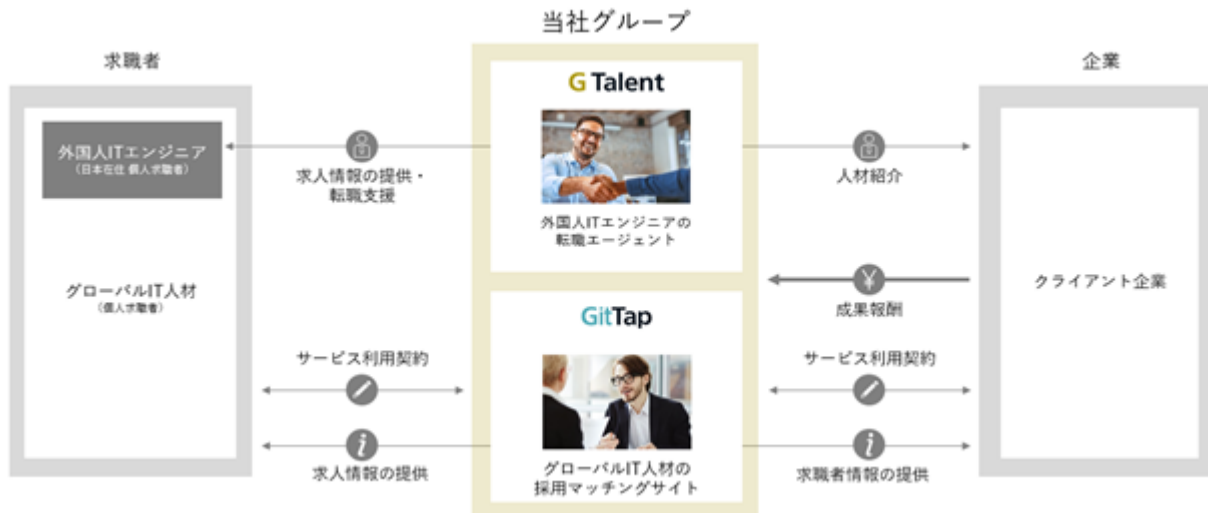 当社グループ
求職者
企業
G Talent
外国人ITエンジニア
（日本在住 個人求職者）
求人情報の提供・
転職支援
外国人ITエンジニアの
転職エージェント
人材紹介
グローバルIT人材
（個人求職者）
¥
成果報酬
クライアント企業
GitTap
サービス利用契約
サービス利用契約
i
求人情報の提供
グローバルIT人材の
採用マッチングサイト
i
求職者情報の提供